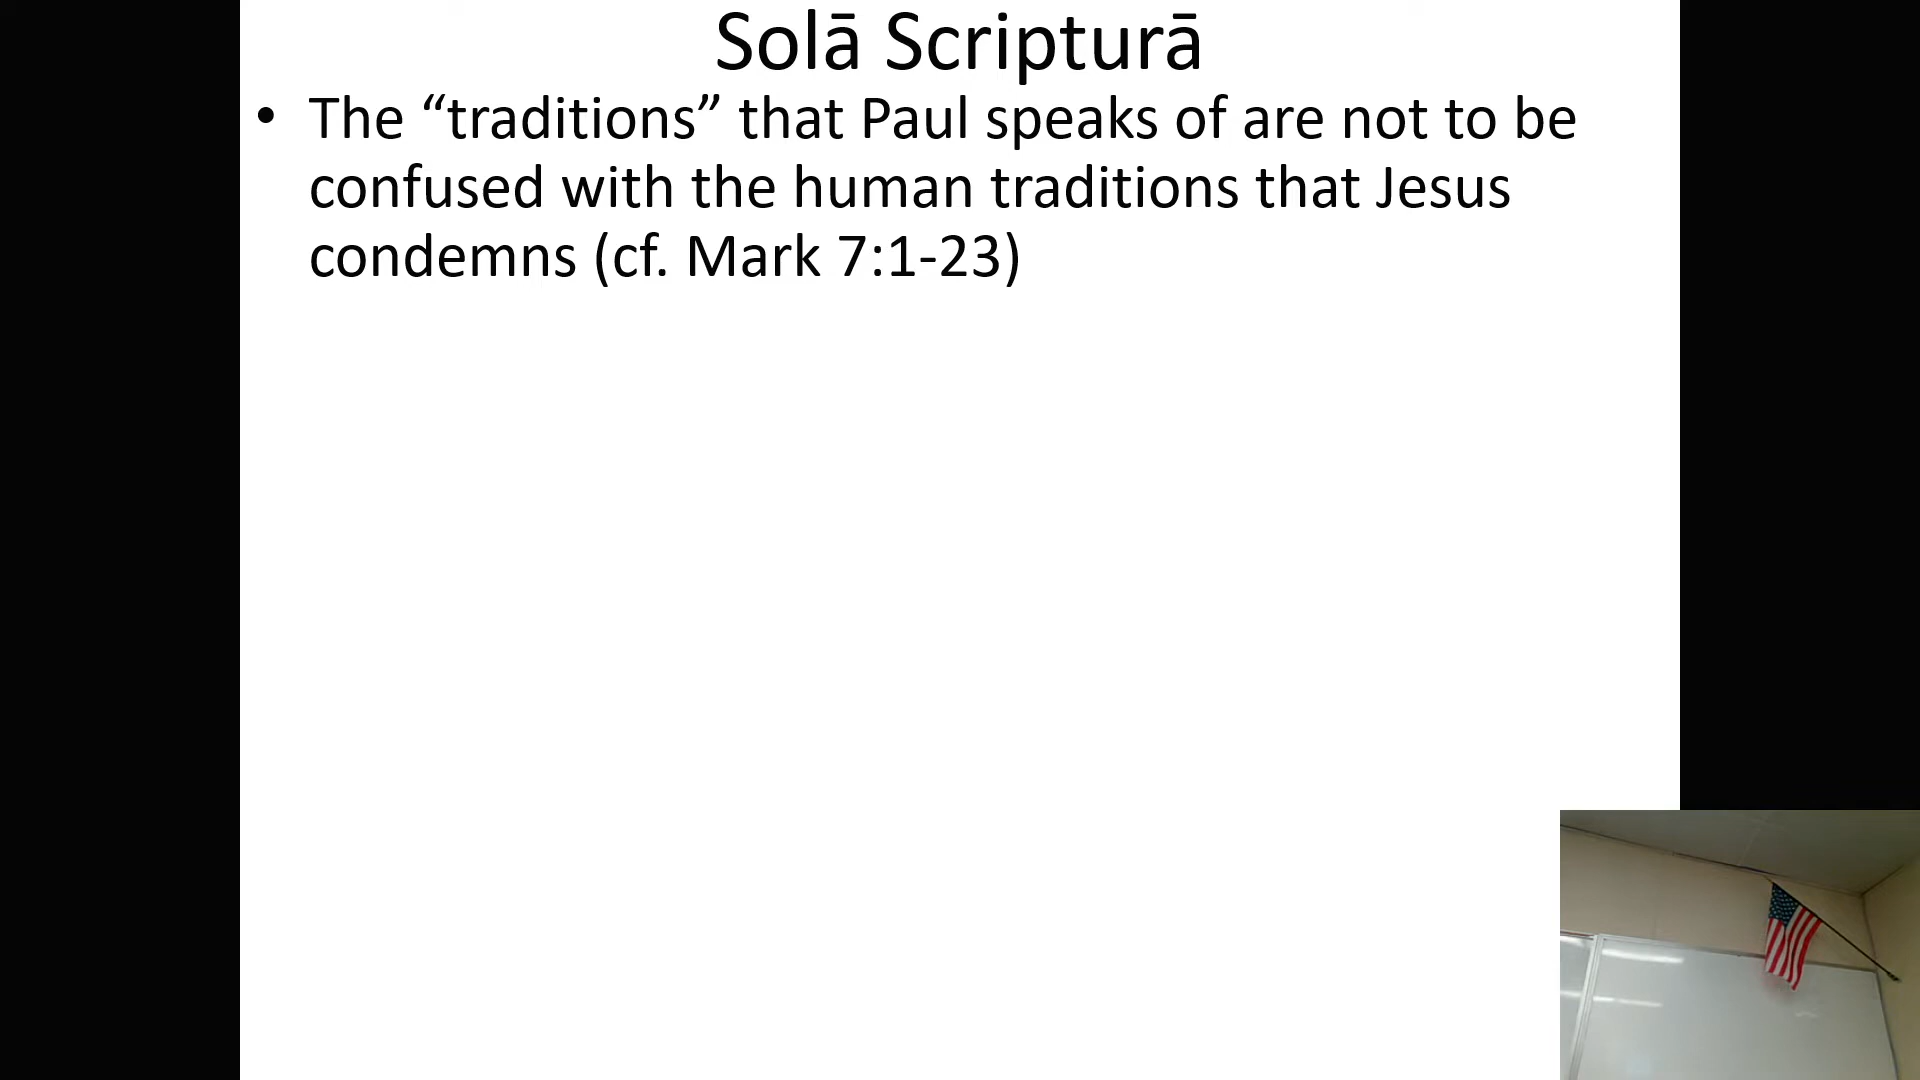 Solā Scripturā
• The “traditions” that Paul speaks of are not to be
confused with the human traditions that Jesus
condemns (cf. Mark 7:1-23)